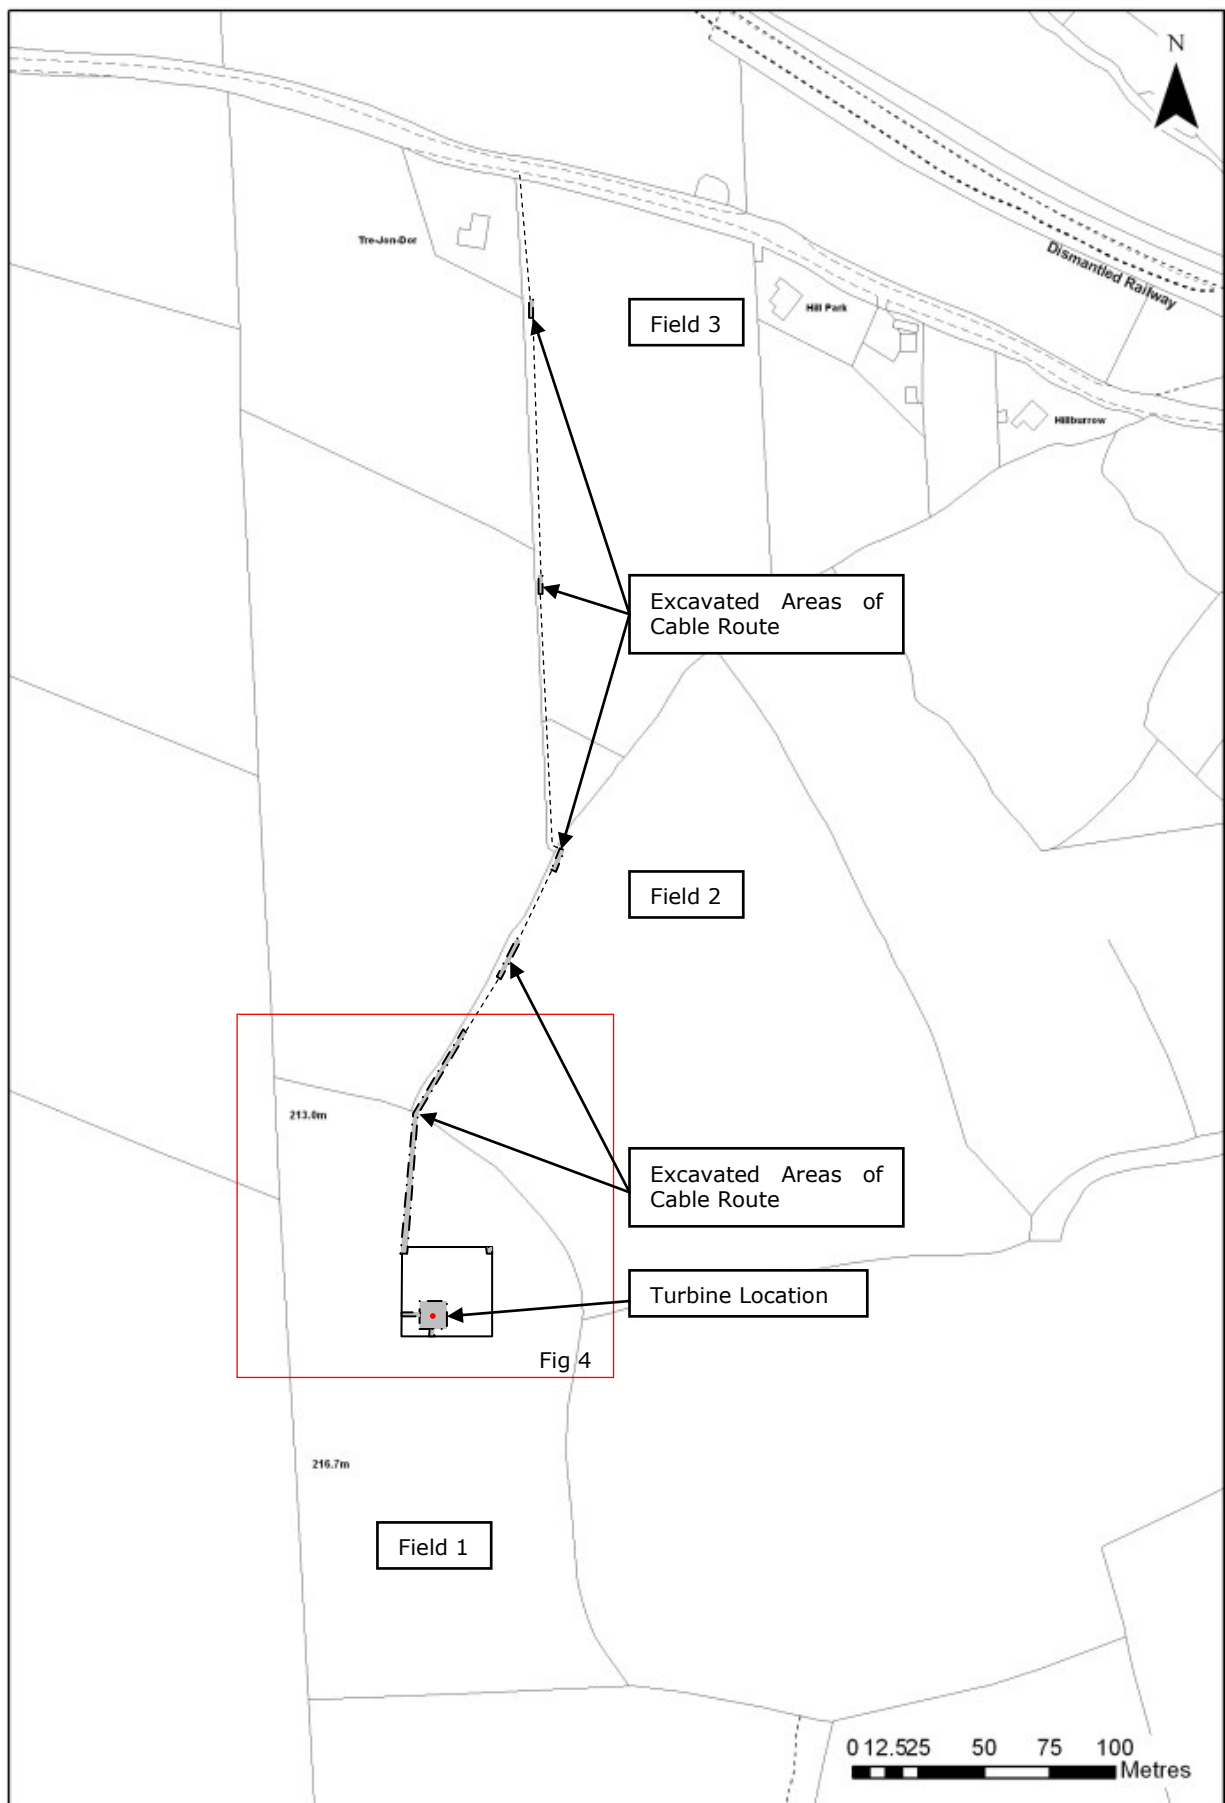 N
Tre-Jon-Dor
Dismantled Railway
Field 3
Hill Park
Hillburrow
Excavated Areas of
Cable Route
Field 2
213.0m
Excavated Areas of
Cable Route
Turbine Location
Fig 4
216.7m
Field 1
0 12.525 50 75 100
Metres